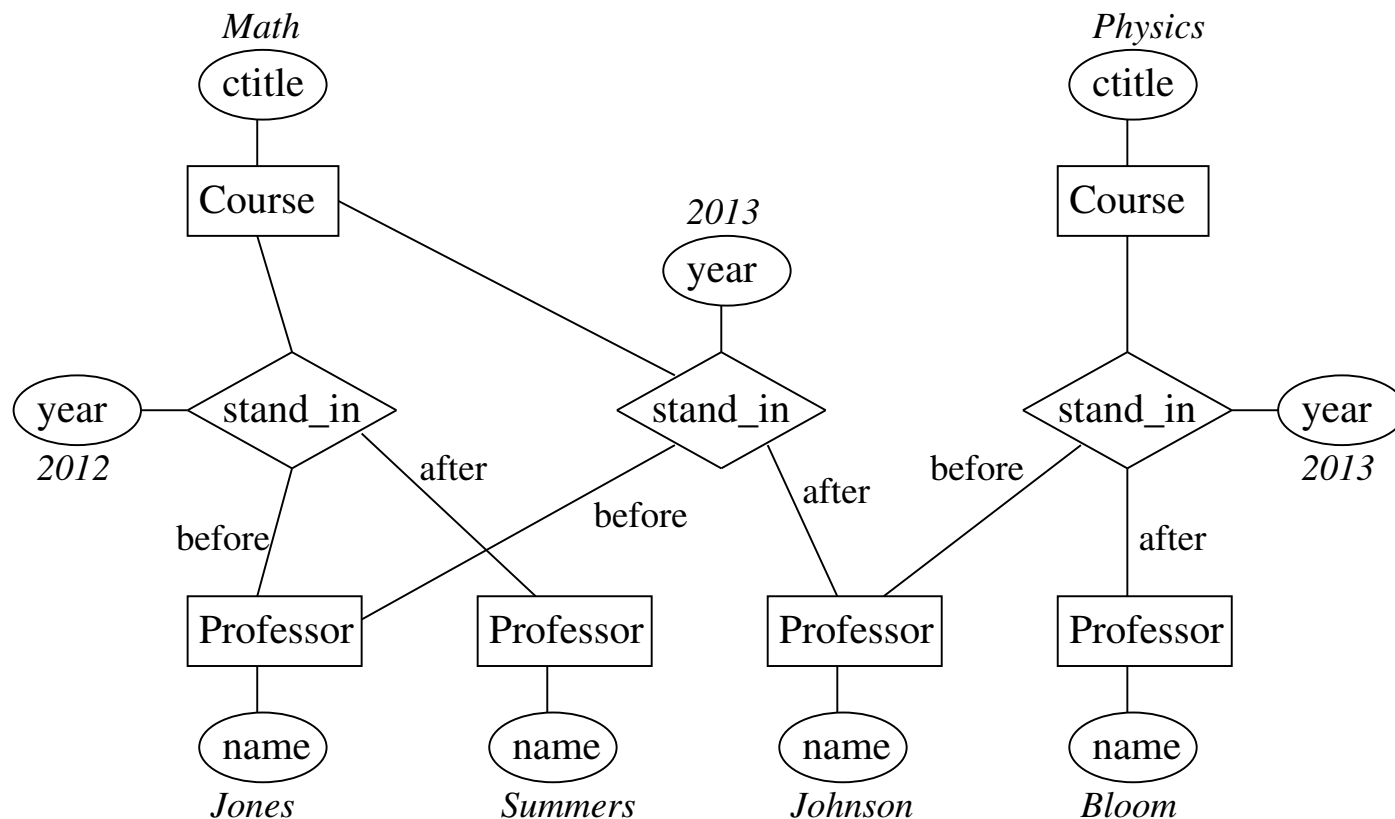 Math
Physics
ctitle
ctitle
Course
Course
2013
year
year
stand_in
stand_in
stand_in
year
2012
2013
after
before
after
before
before
after
Professor
Professor
Professor
Professor
name
name
name
name
Jones
Summers
Johnson
Bloom